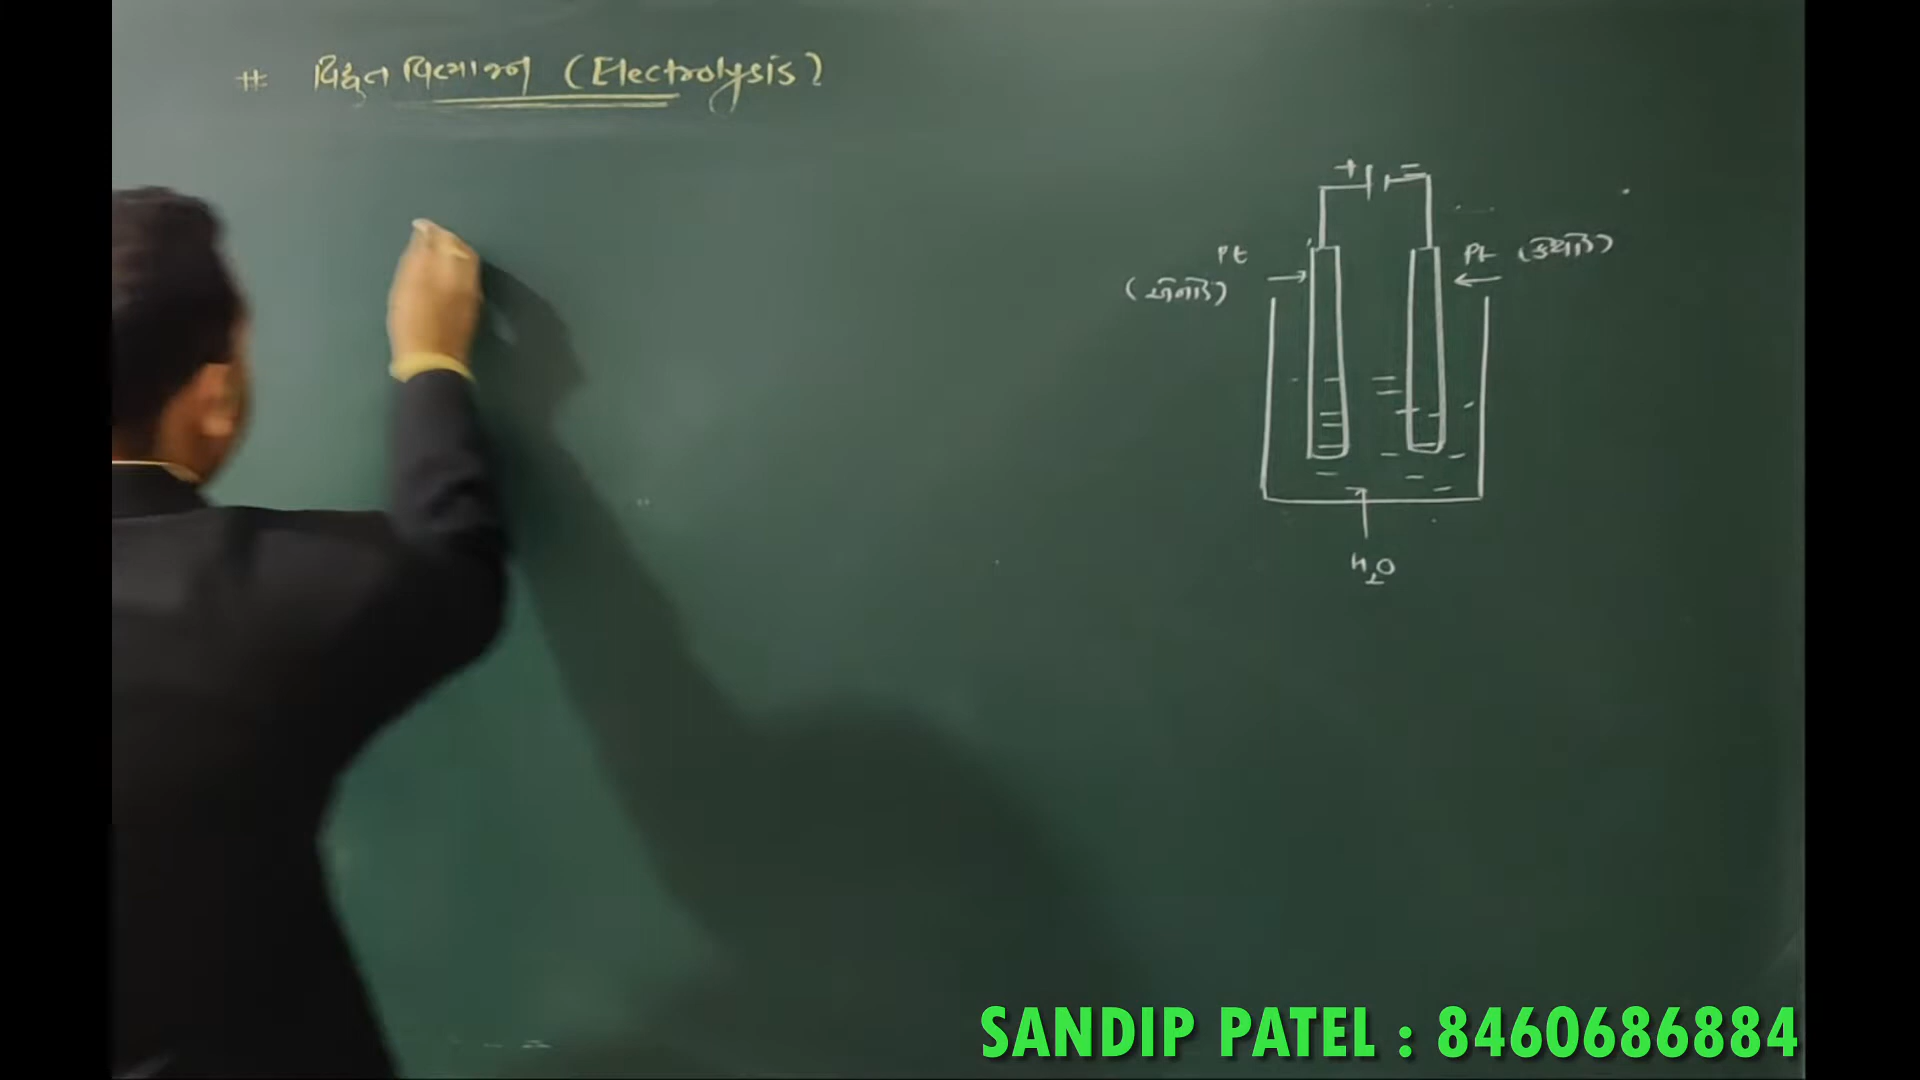 # વિદ્યુત વિભાજન (Electrolysis)
+ -
Pt
(એનોડ)
Pt (કેથોડ)
H2O
SANDIP PATEL : 8460686884